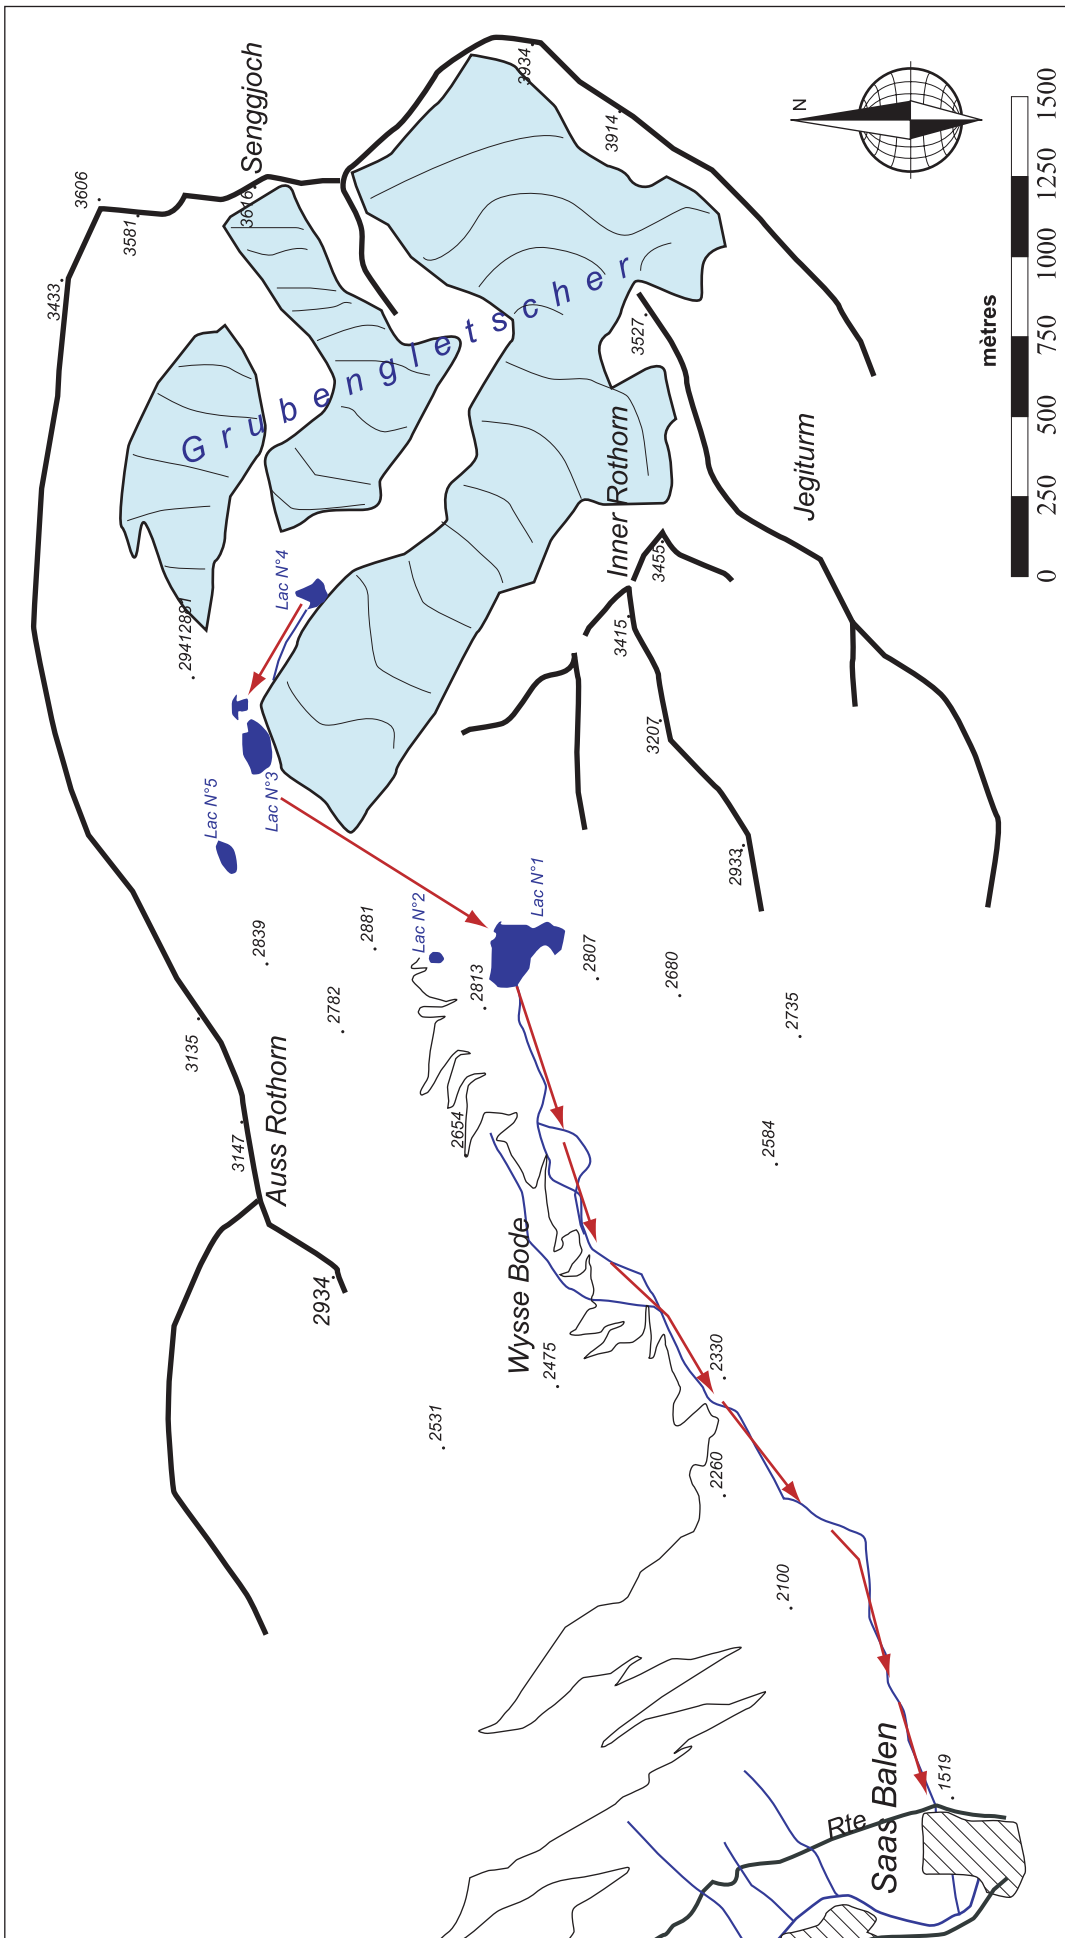 3433
3606
3581
3135
29412881
Lac N°5
3147
Senggjoch
2839
Auss Rothorn
Lac N°3
Lac N°4
Grubengletscher
2934
2782
2881
Lac N°2
2531
2654
2813
Wysse Bode
Lac N°1
3934
2475
2807
3914
Inner Rothorn
3415
3527
3207
3455
2680
2260
2330
2933
2584
2100
2735
Jegiturm
N
Rte
Saas Balen
1519
mètres
0 250 500 750 1000 1250 1500